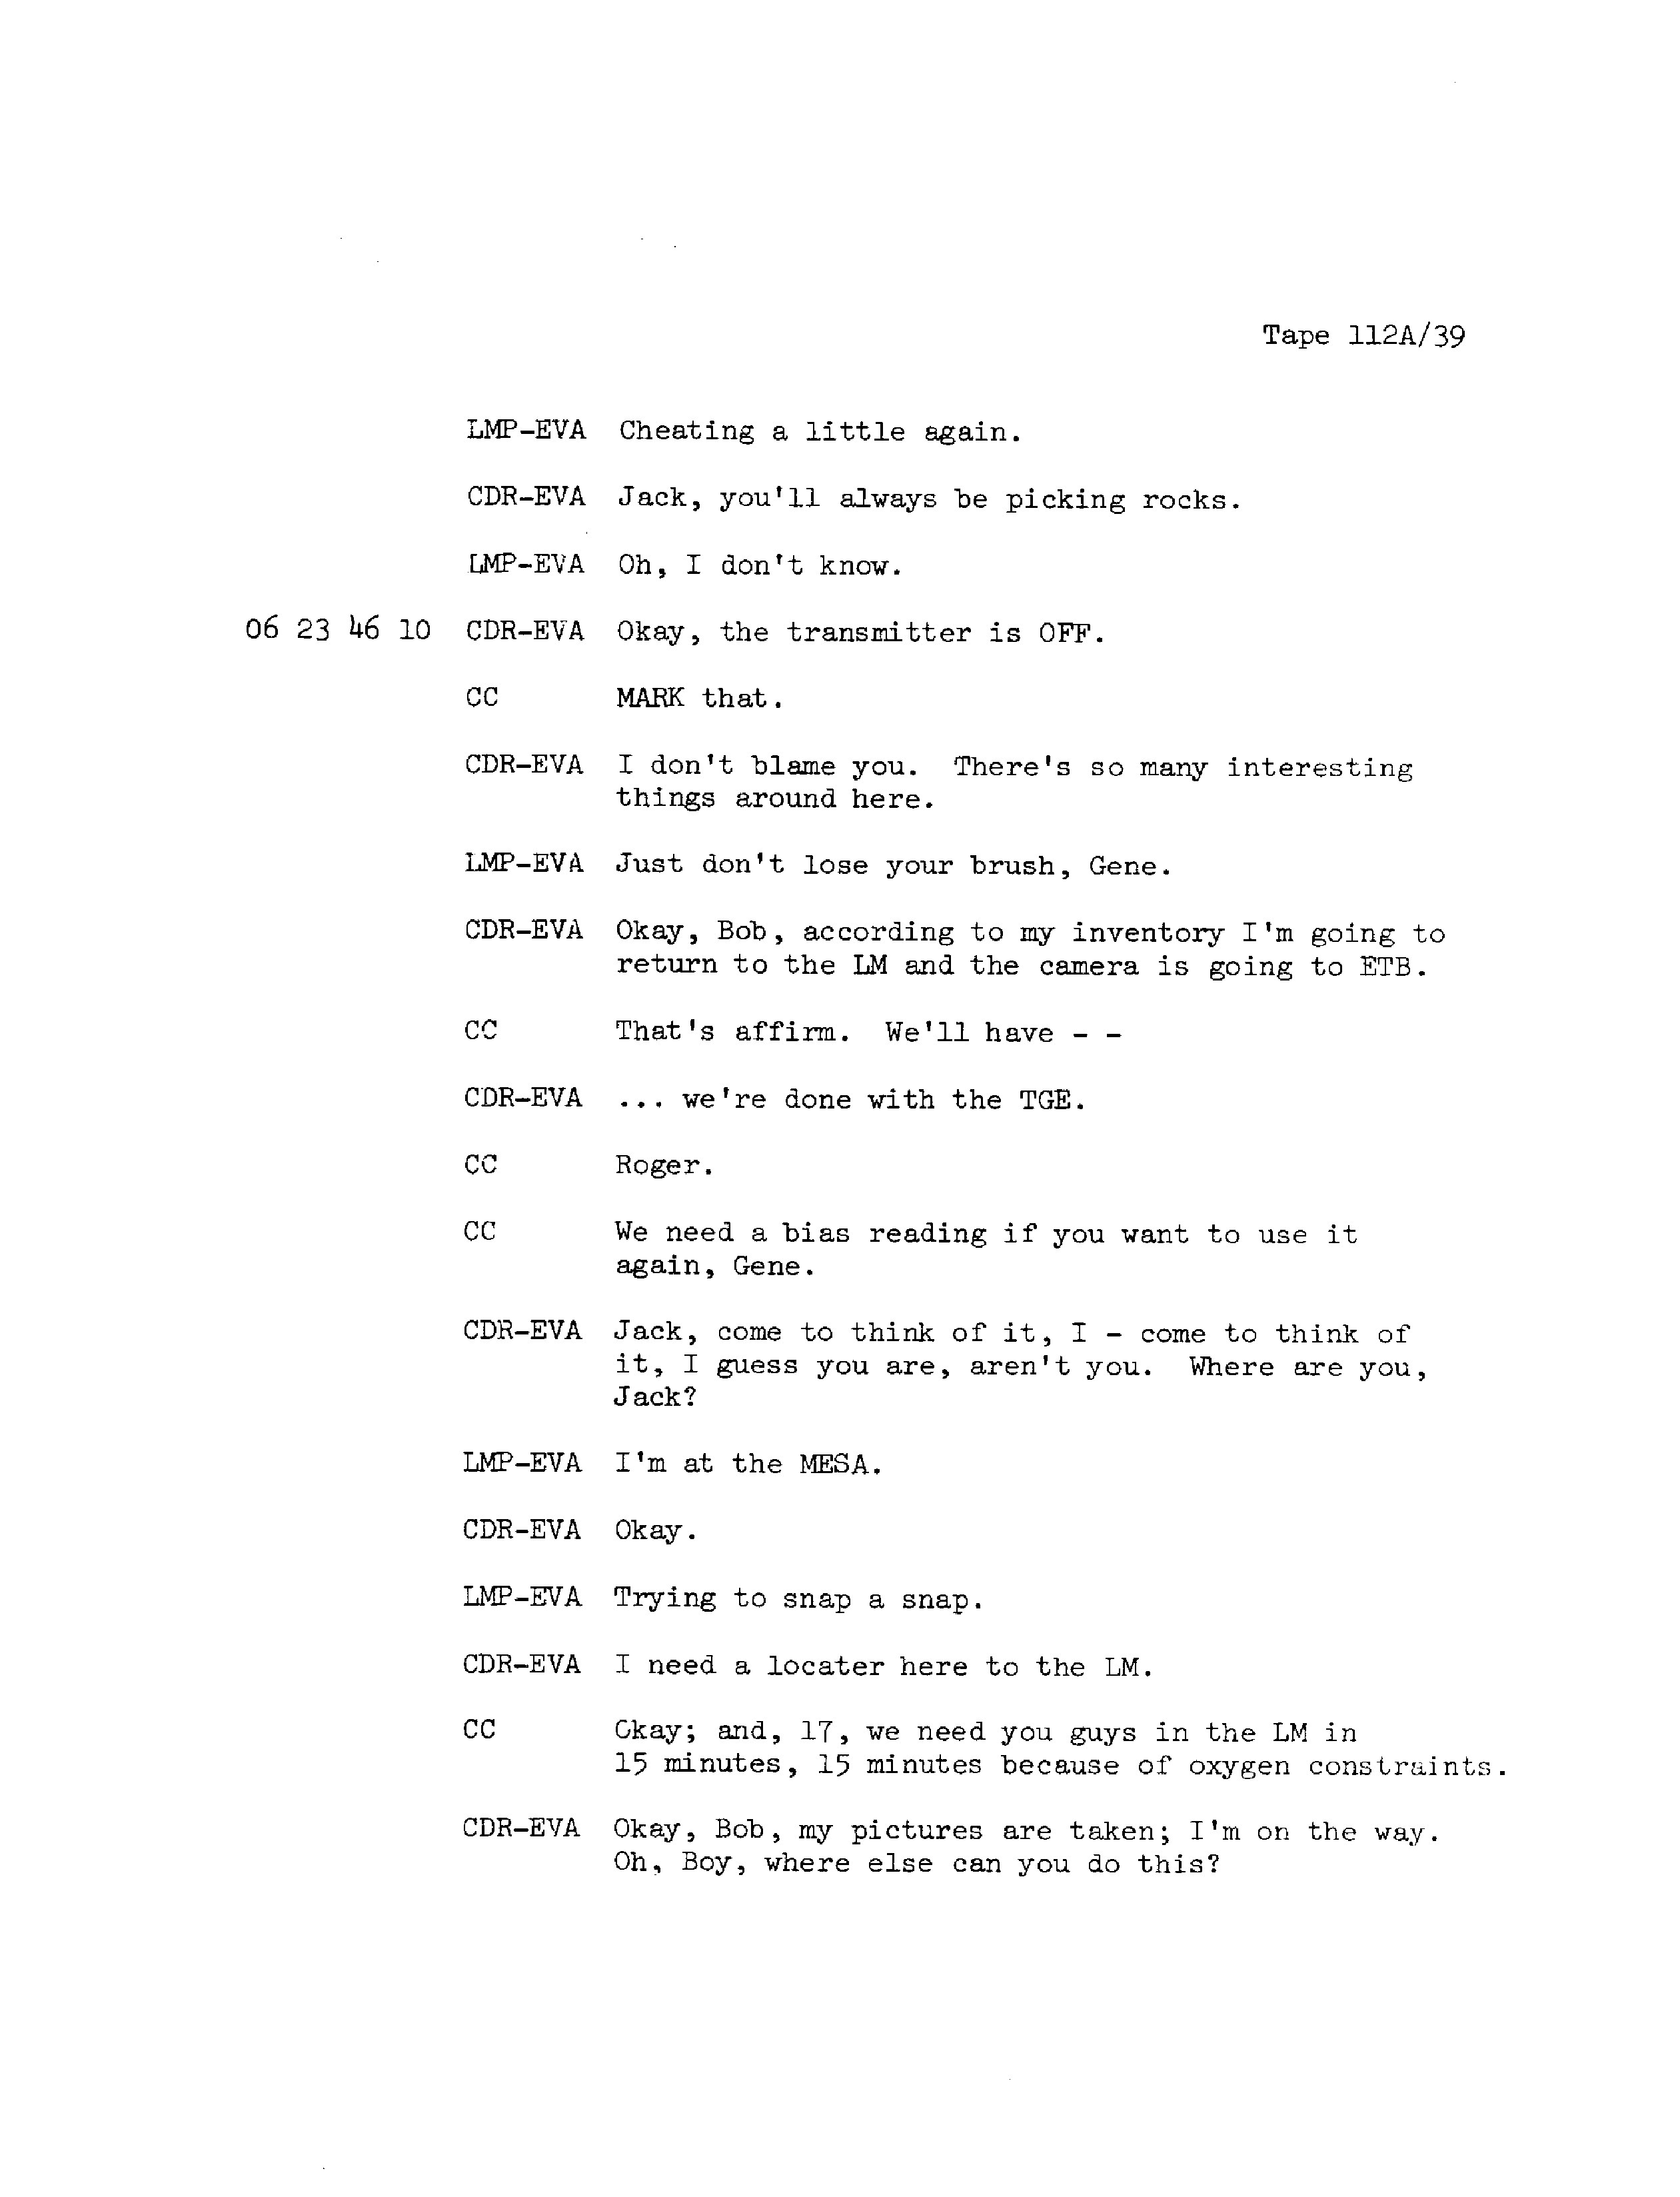 Tape 112A/39
LMP-EVA Cheating a little again.
CDR-EVA Jack, you'll always be picking rocks.
LMP-EVA Oh, I don't know.
06 23 46 10 CDR-EVA Okay, the transmitter is OFF.
CC MARK that.
CDR-EVA I don't blame you. There's so many interesting
things around here.
LMP-EVA Just don't lose your brush, Gene.
CDR-EVA Okay, Bob, according to my inventory I'm going to
return to the LM and the camera is going to ETB.
CC That's affirm. We'll have - -
CDR-EVA ... we're done with the TGE.
CC Roger.
CC We need a bias reading if you want to use it
again, Gene.
CDR-EVA Jack, come to think of it, I - come to think of
it, I guess you are, aren't you. Where are you,
Jack?
LMP-EVA I'm at the MESA.
CDR-EVA Okay.
LMP-EVA Trying to snap a snap.
CDR-EVA I need a locater here to the LM.
CC Okay; and, 17, we need you guys in the LM in
15 minutes, 15 minutes because of oxygen constraints.
CDR-EVA Okay, Bob, my pictures are taken; I'm on the way.
Oh, Boy, where else can you do this?